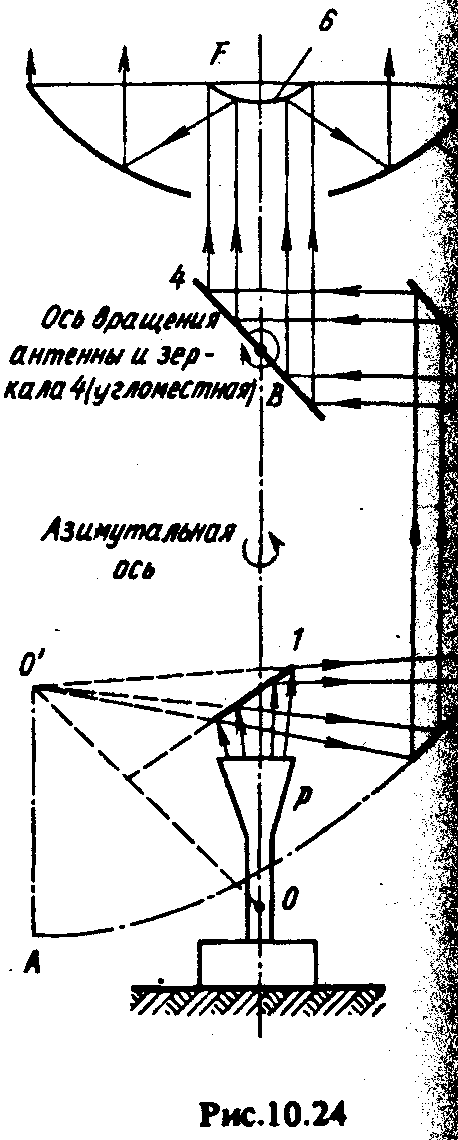 6
F
4
Ось вращения
антенны и зер-
кала 4(угломестная)
В
Азимутальная
ось
1
О'
Р
О
А
Рис.10.24